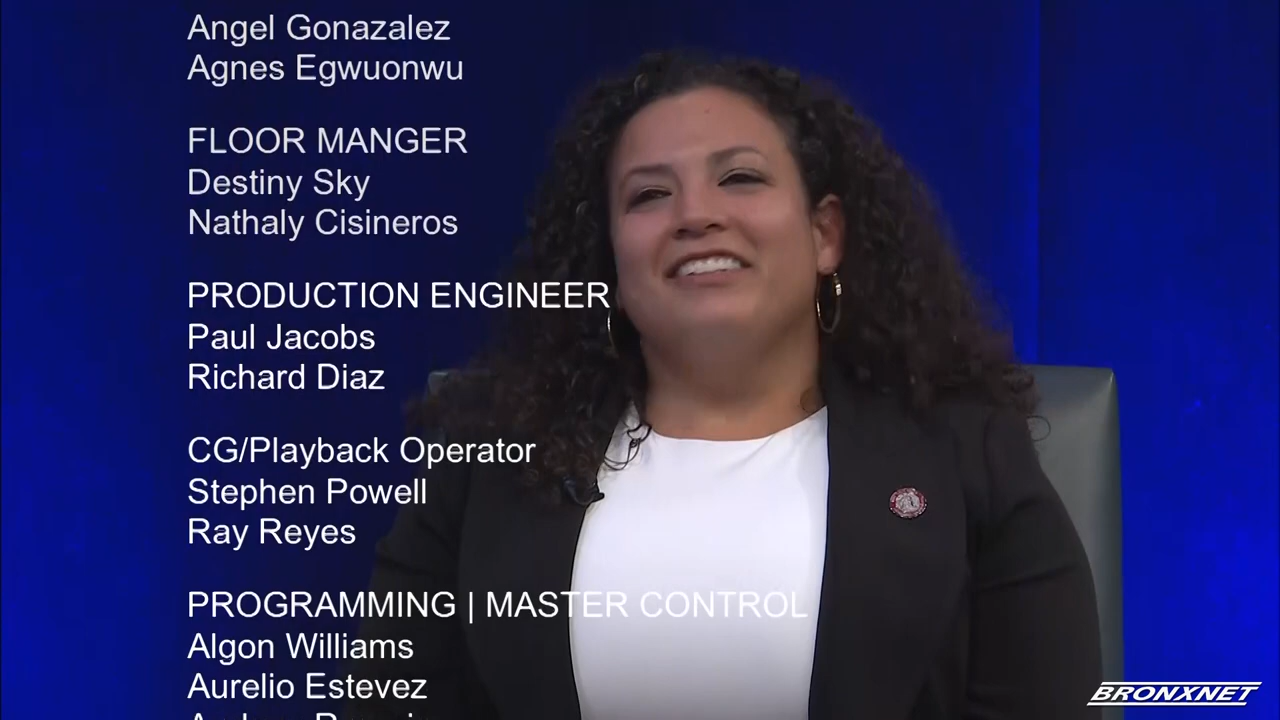 Angel Gonazalez
Agnes Egwuonwu
FLOOR MANGER
Destiny Sky
Nathaly Cisineros
PRODUCTION ENGINEER
Paul Jacobs
Richard Diaz
CG/Playback Operator
Stephen Powell
Ray Reyes
PROGRAMMING | MASTER CONTROL
Algon Williams
Aurelio Estevez
BRONXNET